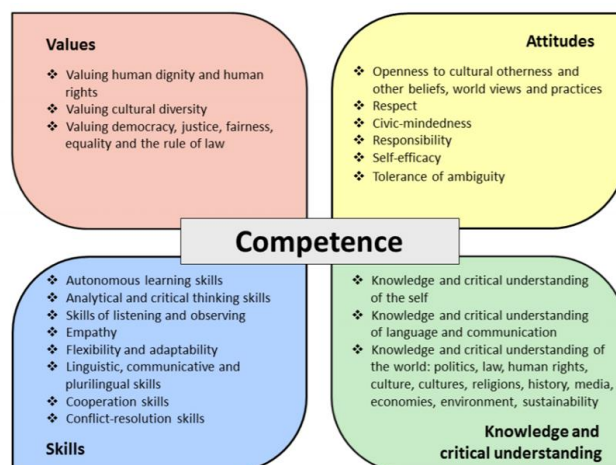 Values
❖ Valuing human dignity and human
rights
❖ Valuing cultural diversity
❖ Valuing democracy, justice, fairness,
equality and the rule of law
Attitudes
❖ Openness to cultural otherness and
other beliefs, world views and practices
❖ Respect
❖ Civic-mindedness
❖ Responsibility
❖ Self-efficacy
❖ Tolerance of ambiguity
Competence
❖ Autonomous learning skills
❖ Analytical and critical thinking skills
❖ Skills of listening and observing
❖ Empathy
❖ Flexibility and adaptability
❖ Linguistic, communicative and
plurilingual skills
❖ Cooperation skills
❖ Conflict-resolution skills
Skills
❖ Knowledge and critical understanding
of the self
❖ Knowledge and critical understanding
of language and communication
❖ Knowledge and critical understanding of
the world: politics, law, human rights,
culture, cultures, religions, history, media,
economies, environment, sustainability
Knowledge and
critical understanding